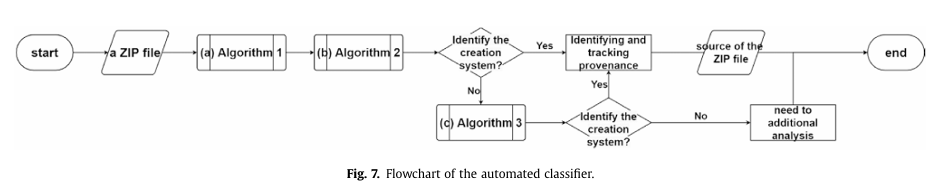 start
a ZIP file
(a) Algorithm 1
(b) Algorithm 2
Identify the
creation
system?
Yes
Identifying and
tracking
provenance
source of the
ZIP file
end
No
Yes
(c) Algorithm 3
Identify the
creation
system?
No
need to
additional
analysis
Fig. 7. Flowchart of the automated classifier.